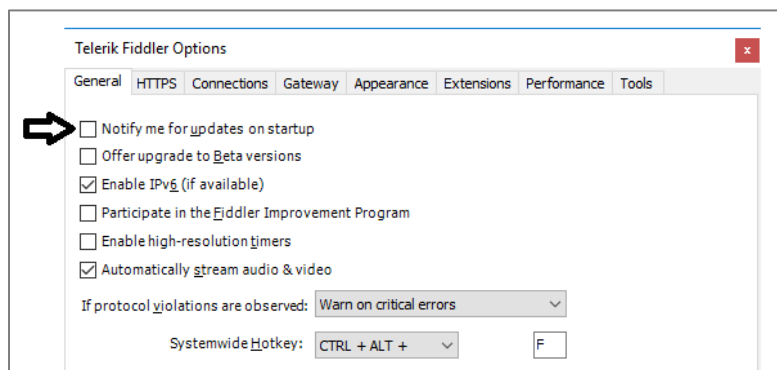 Telerik Fiddler Options
x
General HTTPS Connections Gateway Appearance Extensions Performance Tools
Notify me for updates on startup
Offer upgrade to Beta versions
Enable IPv6 (if available)
Participate in the Fiddler Improvement Program
Enable high-resolution timers
Automatically stream audio & video
If protocol violations are observed: Warn on critical errors
Systemwide Hotkey: CTRL + ALT + F